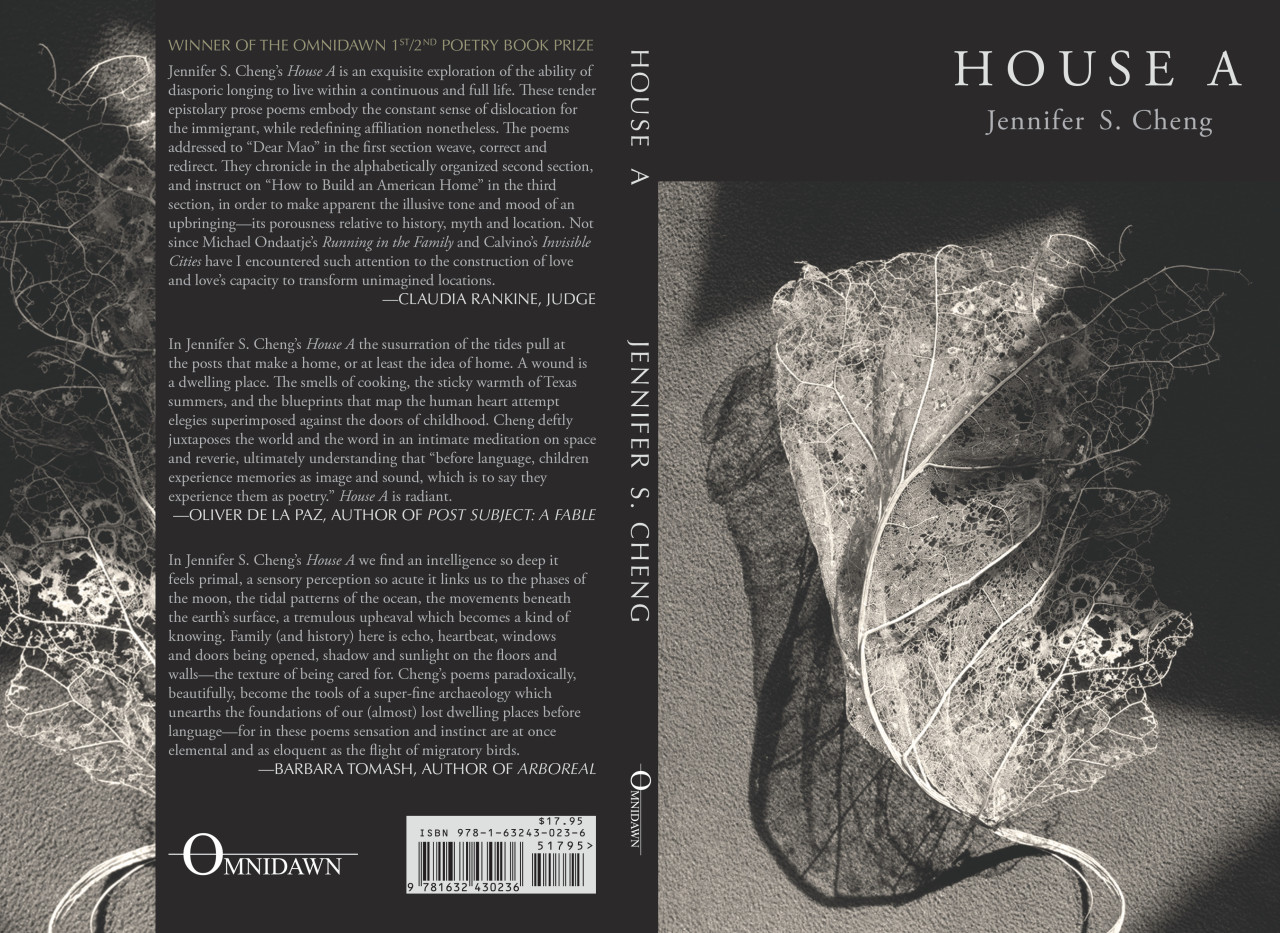 WINNER OF THE OMNIDAWN 1ST/2ND POETRY BOOK PRIZE
Jennifer S. Cheng’s House A is an exquisite exploration of the ability of
diasporic longing to live within a continuous and full life. These tender
epistolary prose poems embody the constant sense of dislocation for
the immigrant, while redefining affiliation nonetheless. The poems
addressed to “Dear Mao” in the first section weave, correct and
redirect. They chronicle in the alphabetically organized second section,
and instruct on “How to Build an American Home” in the third
section, in order to make apparent the illusive tone and mood of an
upbringing—its porousness relative to history, myth and location. Not
since Michael Ondaatje’s Running in the Family and Calvino’s Invisible
Cities have I encountered such attention to the construction of love
and love’s capacity to transform unimagined locations.
—CLAUDIA RANKINE, JUDGE
In Jennifer S. Cheng’s House A the susurration of the tides pull at
the posts that make a home, or at least the idea of home. A wound is
a dwelling place. The smells of cooking, the sticky warmth of Texas
summers, and the blueprints that map the human heart attempt
elegies superimposed against the doors of childhood. Cheng deftly
juxtaposes the world and the word in an intimate meditation on space
and reverie, ultimately understanding that “before language, children
experience memories as image and sound, which is to say they
experience them as poetry.” House A is radiant.
—OLIVER DE LA PAZ, AUTHOR OF POST SUBJECT: A FABLE
In Jennifer S. Cheng’s House A we find an intelligence so deep it
feels primal, a sensory perception so acute it links us to the phases of
the moon, the tidal patterns of the ocean, the movements beneath
the earth’s surface, a tremulous upheaval which becomes a kind of
knowing. Family (and history) here is echo, heartbeat, windows
and doors being opened, shadow and sunlight on the floors and
walls—the texture of being cared for. Cheng’s poems paradoxically,
beautifully, become the tools of a super-fine archaeology which
unearths the foundations of our (almost) lost dwelling places before
language—for in these poems sensation and instinct are at once
elemental and as eloquent as the flight of migratory birds.
—BARBARA TOMASH, AUTHOR OF ARBOREAL
OMNIDAWN
$17.95
ISBN 978-1-63243-023-6
51795>
9 781632 430236
HOUSE A
JENNIFER S. CHENG
OMNIDAWN
HOUSE A
Jennifer S. Cheng